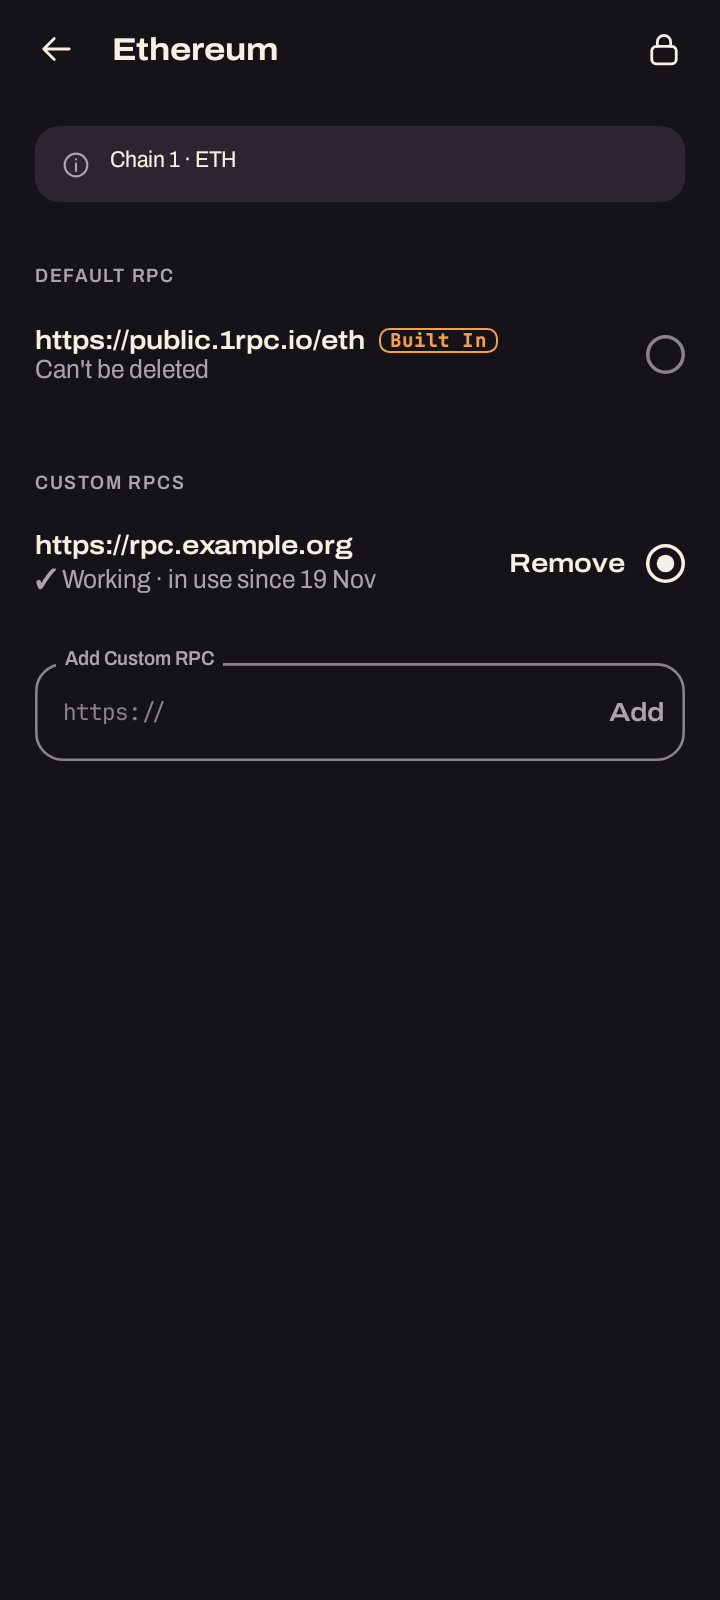 Ethereum
Chain 1 · ETH
DEFAULT RPC
https://public.1rpc.io/eth Built In
Can't be deleted
CUSTOM RPCS
https://rpc.example.org
✓ Working · in use since 19 Nov
Remove
Add Custom RPC
https://
Add